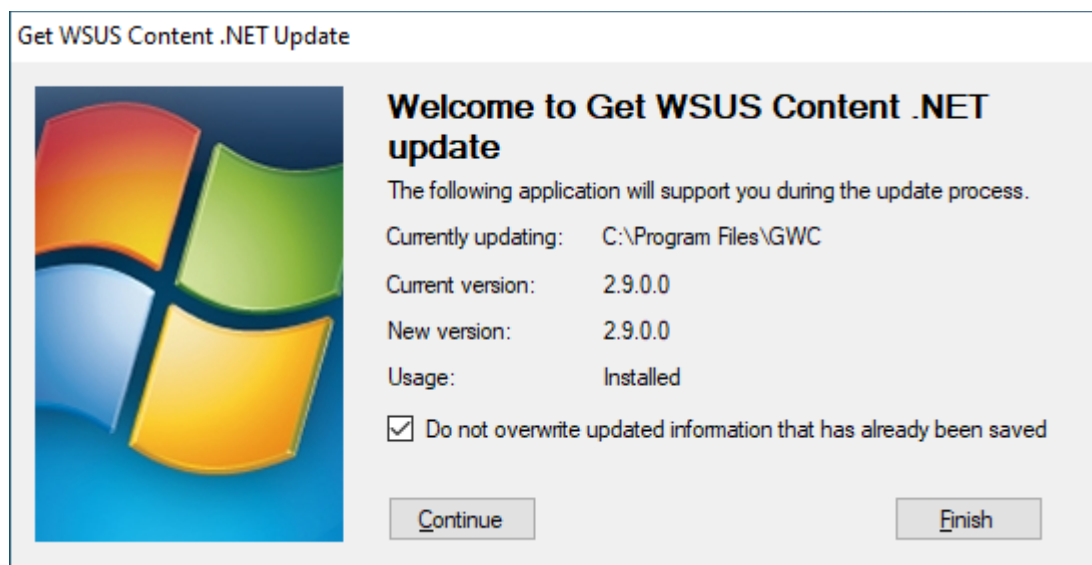 Get WSUS Content .NET Update
Welcome to Get WSUS Content .NET
update
The following application will support you during the update process.
Currently updating: C:\Program Files\GWC
Current version: 2.9.0.0
New version: 2.9.0.0
Usage: Installed
Do not overwrite updated information that has already been saved
Continue Finish